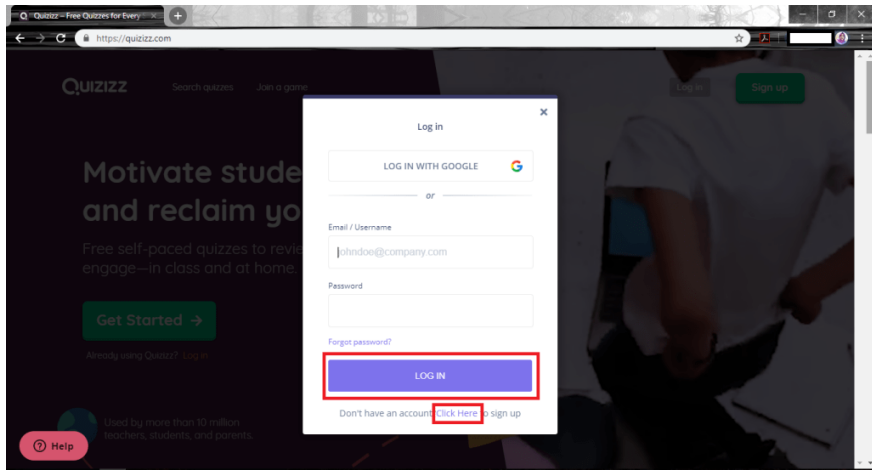 Quizizz – Free Quizzes for Every
https://quizizz.com
QUIZIZZ
Search quizzes
Join a game
Log in
Sign up
Log in
LOG IN WITH GOOGLE
or
Email / Username
johndoe@company.com
Password
Forgot password?
LOG IN
Don't have an account Click Here to sign up
Motivate stude
and reclaim yo
Free self-paced quizzes to revie
engage—in class and at home.
Get Started →
Already using Quizizz? Log in
Used by more than 10 million
teachers, students, and parents.
Help